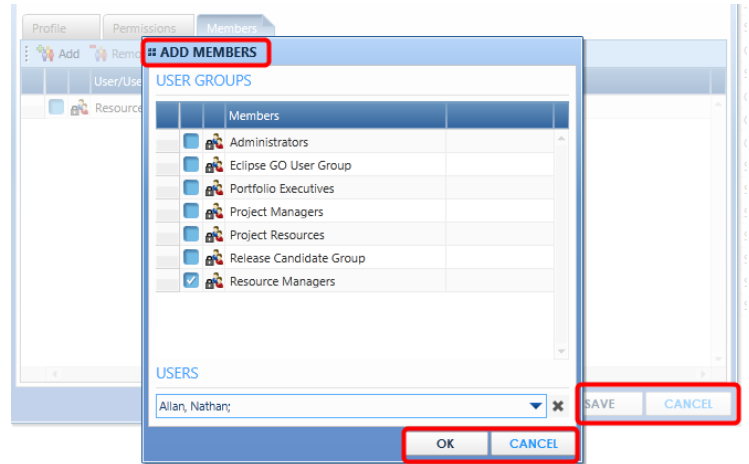 Profile Permissions Members
Add Remo
ADD MEMBERS
USER GROUPS
User/Use
Members
Resource
Administrators
Eclipse GO User Group
Portfolio Executives
Project Managers
Project Resources
Release Candidate Group
Resource Managers
USERS
Allan, Nathan;
SAVE CANCEL
OK CANCEL